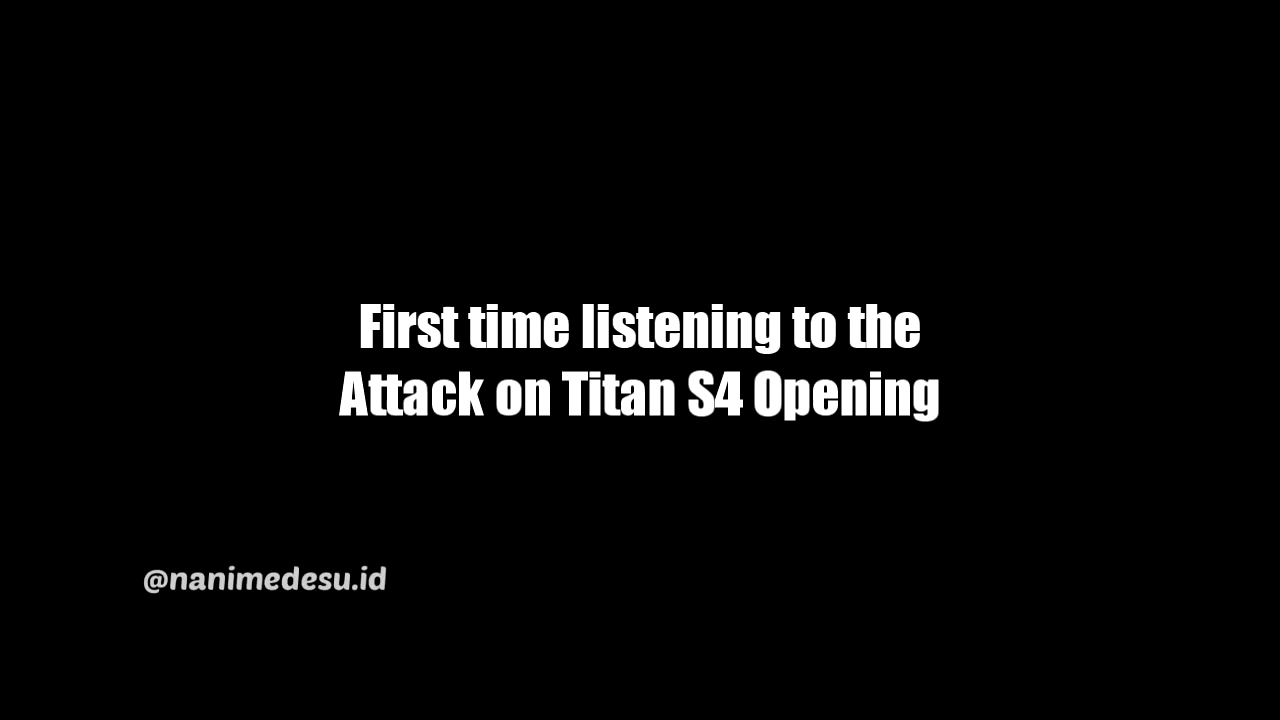 First time listening to the
Attack on Titan S4 Opening
@nanimedesu.id